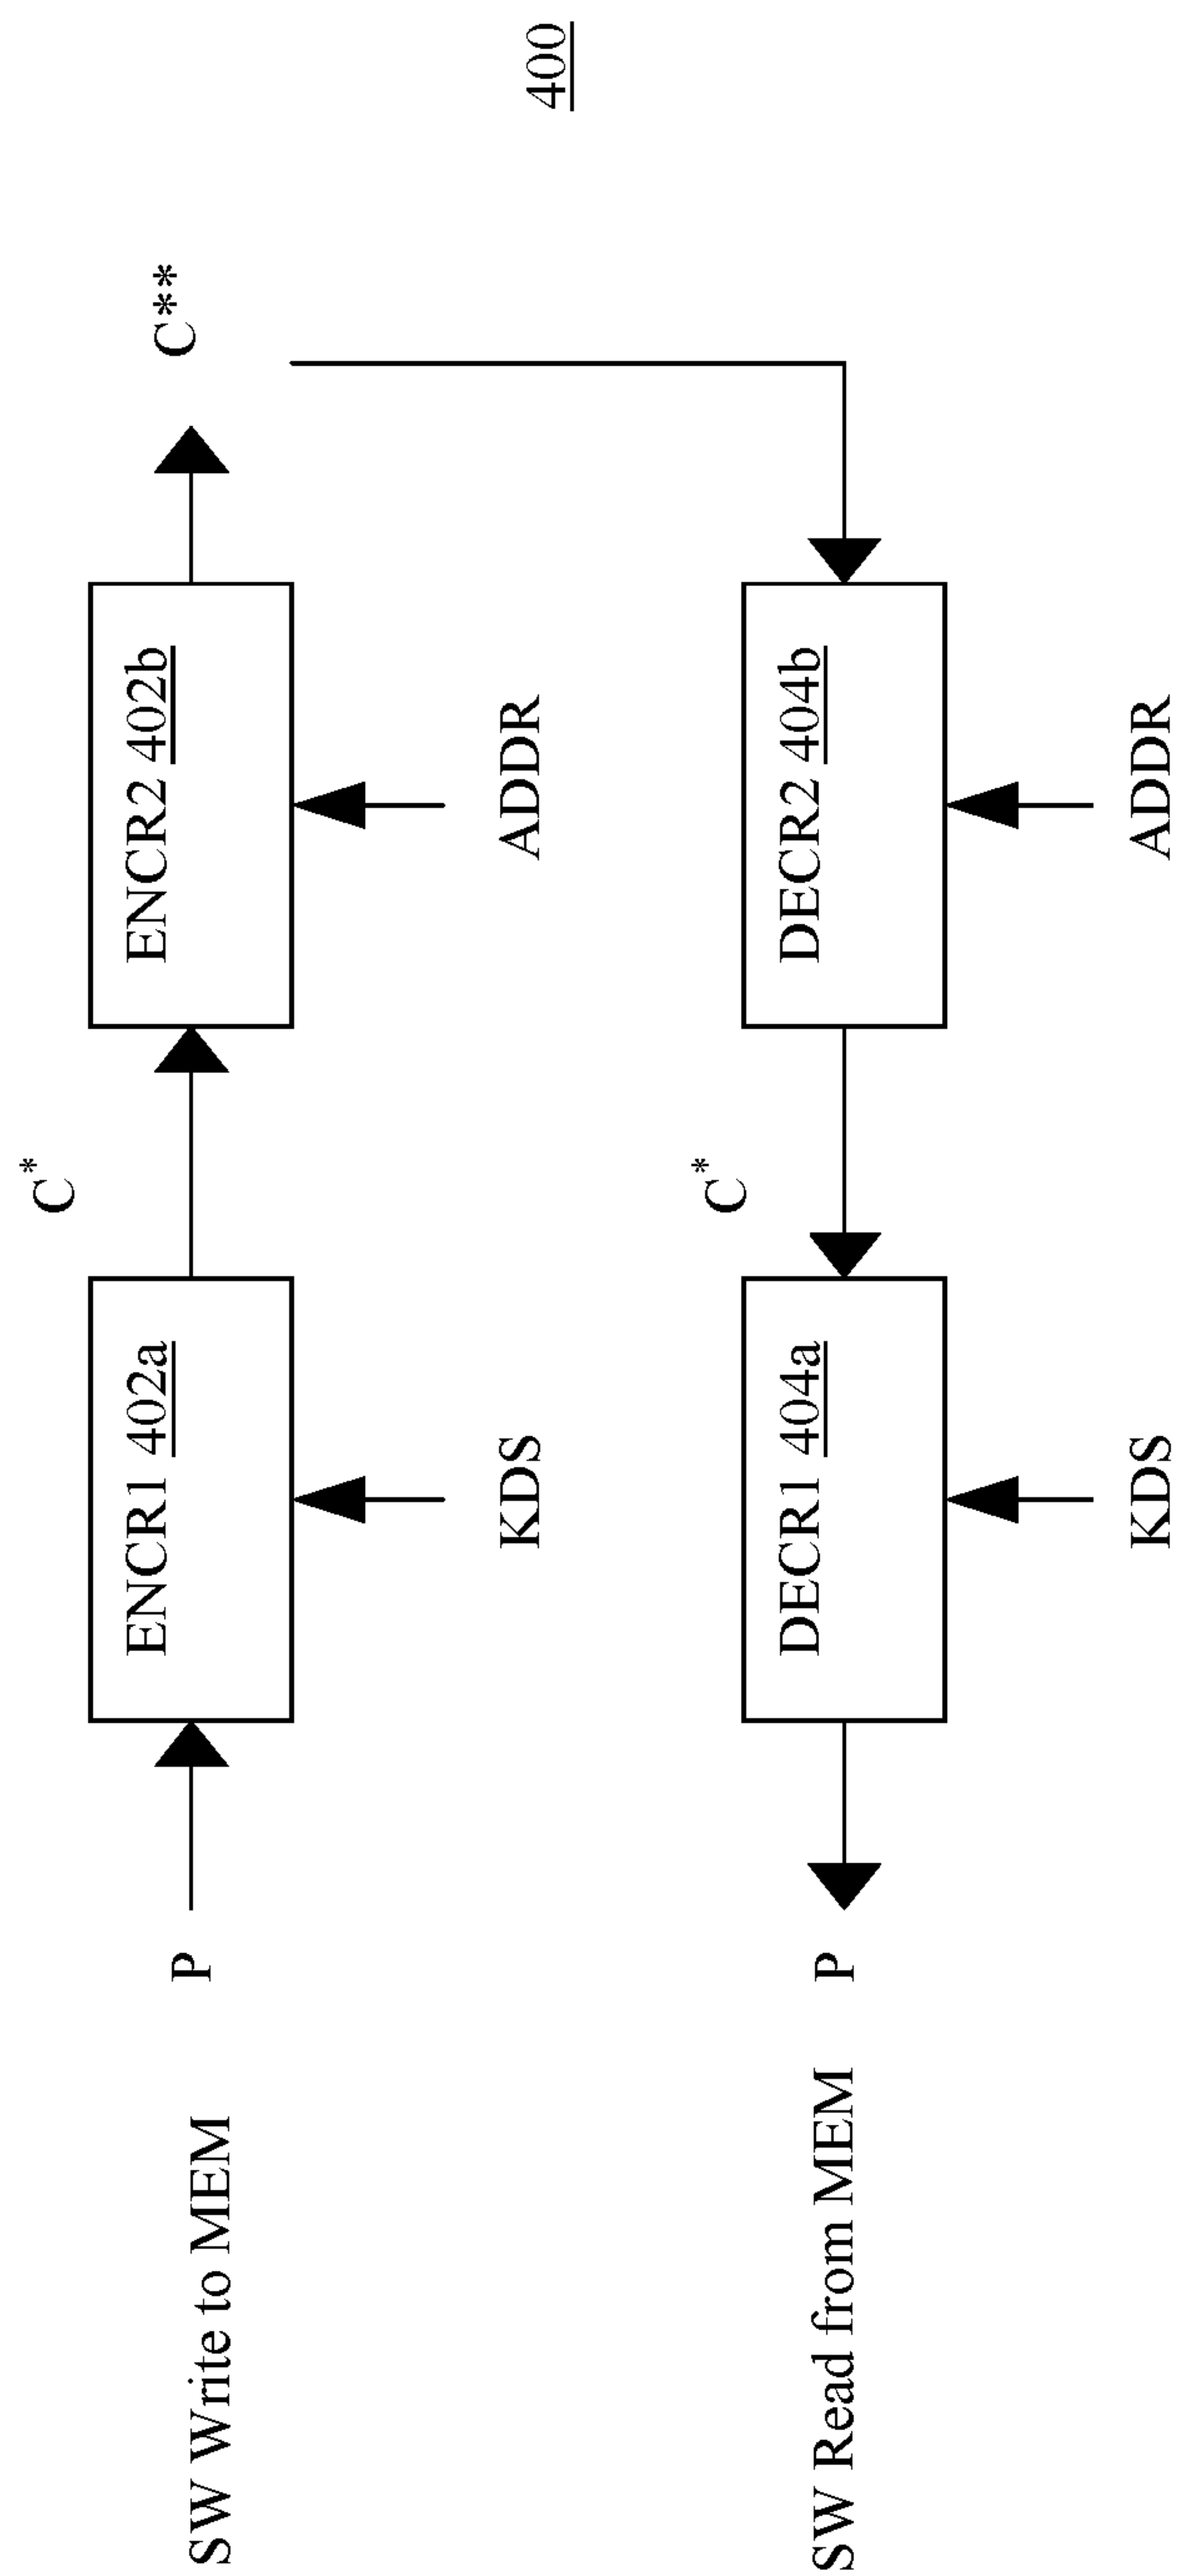 SW Write to MEM
P
ENCR1 402a
KDS
C*
ENCR2 402b
ADDR
C**
SW Read from MEM
P
DECR1 404a
KDS
C*
DECR2 404b
ADDR
400